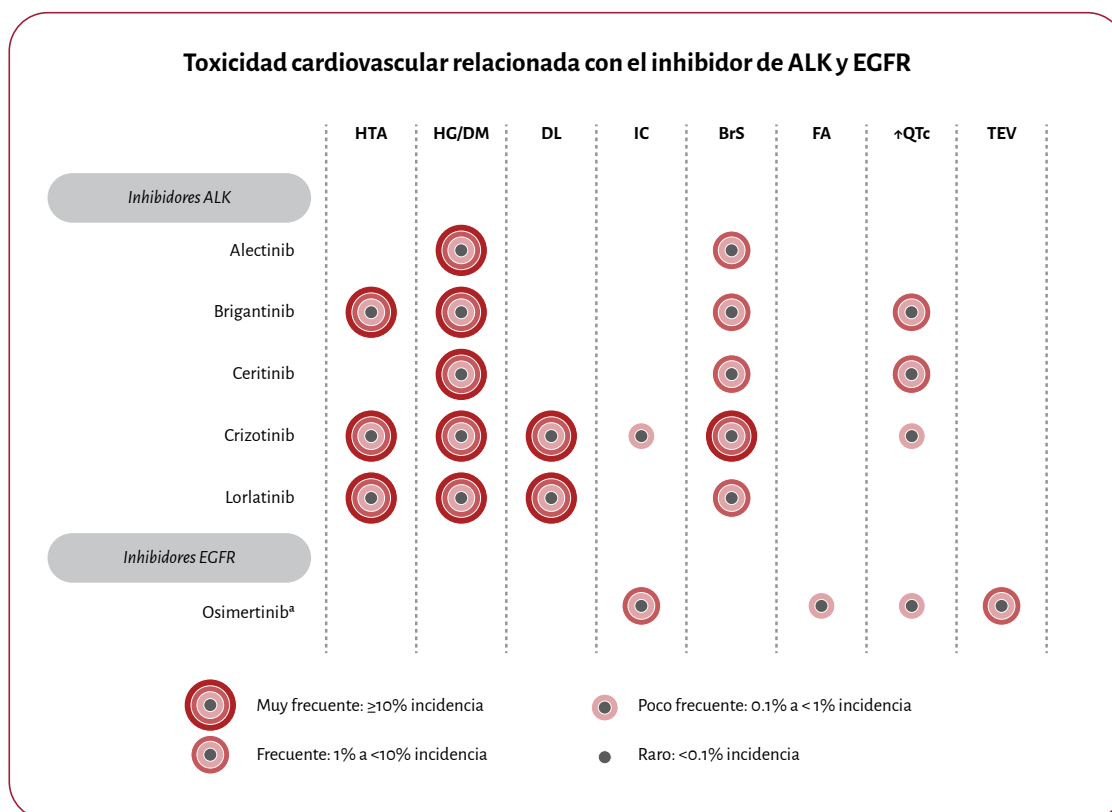 Toxicidad cardiovascular relacionada con el inhibidor de ALK y EGFR
HTA HG/DM DL IC BrS FA ↑QTc TEV
Inhibidores ALK
Alectinib
Brigantinib
Ceritinib
Crizotinib
Lorlatinib
Inhibidores EGFR
Osimertinibª
Muy frecuente: ≥10% incidencia
Poco frecuente: 0.1% a < 1% incidencia
Frecuente: 1% a <10% incidencia
Raro: <0.1% incidencia